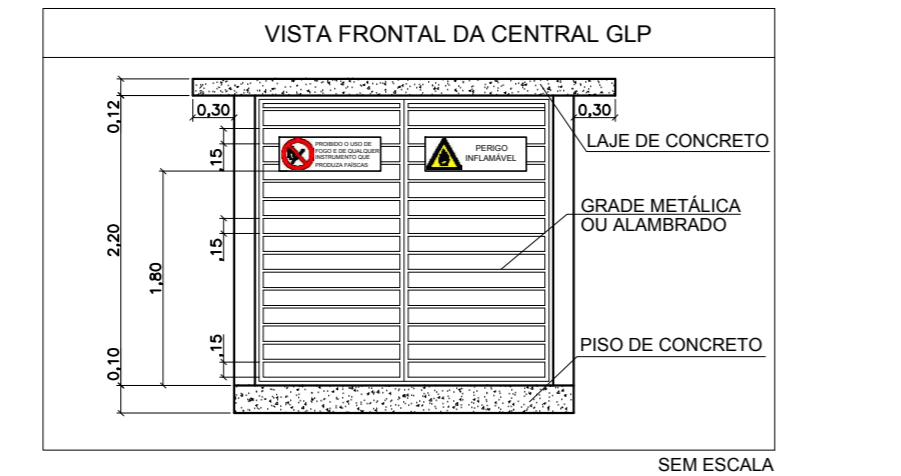 VISTA FRONTAL DA CENTRAL GLP
0,12
0,30
0,30
LAJE DE CONCRETO
PROIBIDO O USO DE
FOGO E DE QUALQUER
INSTRUMENTO QUE
PRODUZA FAÍSCAS
PERIGO
INFLAMÁVEL
,15
GRADE METÁLICA
OU ALAMBRADO
2,20
1,80
,15
,15
PISO DE CONCRETO
0,10
SEM ESCALA